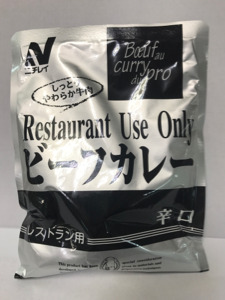 ニチレイ
Bœuf au
curry
du pro
しっとり
やわらか牛肉
Restaurant Use Only
ビーフカレー
辛口
レストラン用